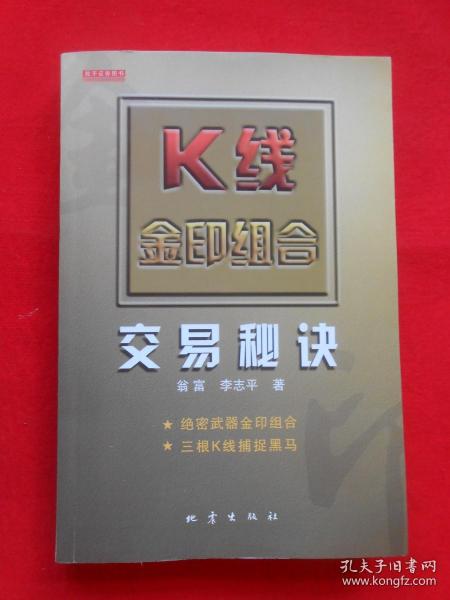 K线
金印组合
交易秘诀
翁富 李志平 著
★ 绝密武器金印组合
★ 三根K线捕捉黑马
地震出版社
孔夫子旧书网
www.kongfz.com